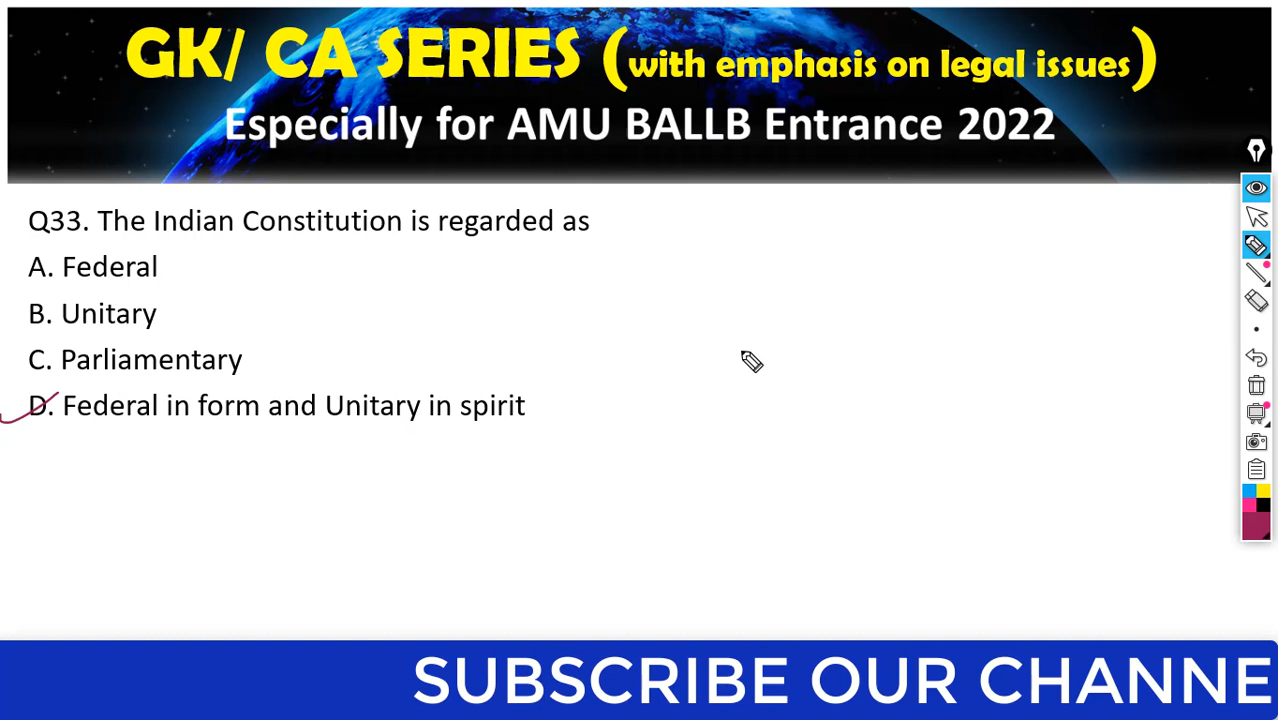 GK/ CA SERIES (with emphasis on legal issues)
Especially for AMU BALLB Entrance 2022
Q33. The Indian Constitution is regarded as
A. Federal
B. Unitary
C. Parliamentary
D. Federal in form and Unitary in spirit
SUBSCRIBE OUR CHANNE